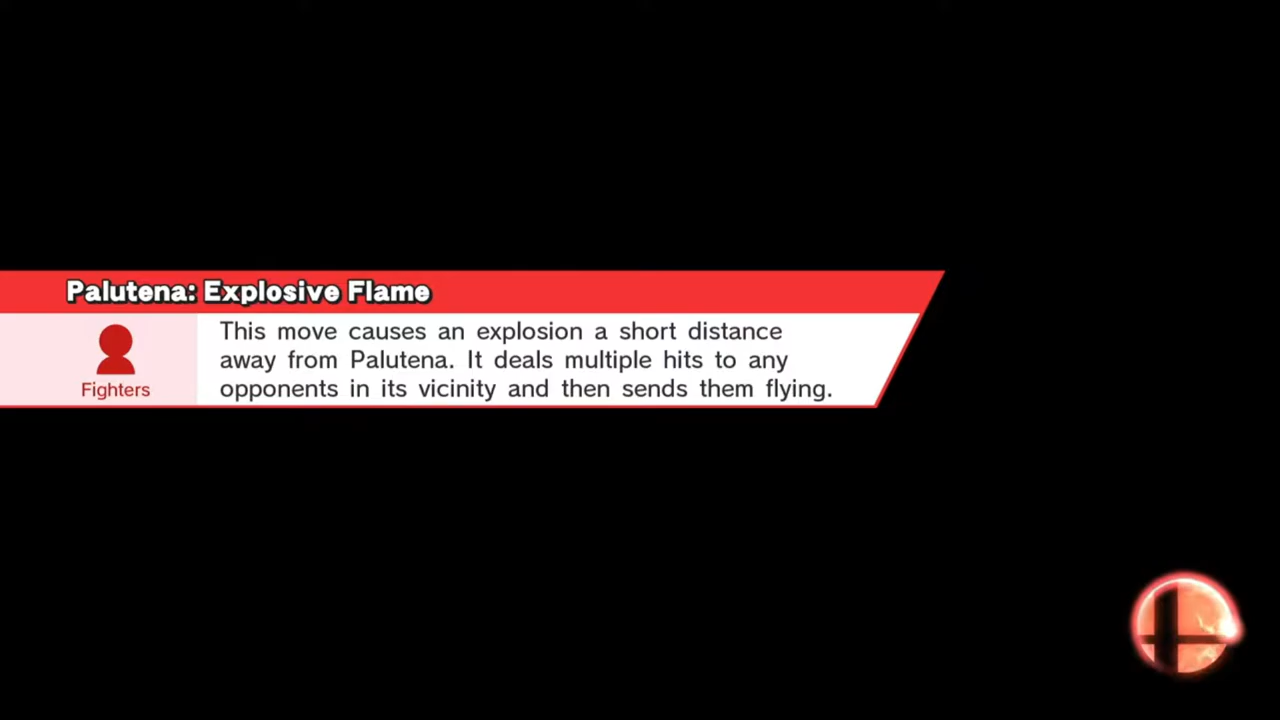 Palutena: Explosive Flame
Fighters
This move causes an explosion a short distance
away from Palutena. It deals multiple hits to any
opponents in its vicinity and then sends them flying.